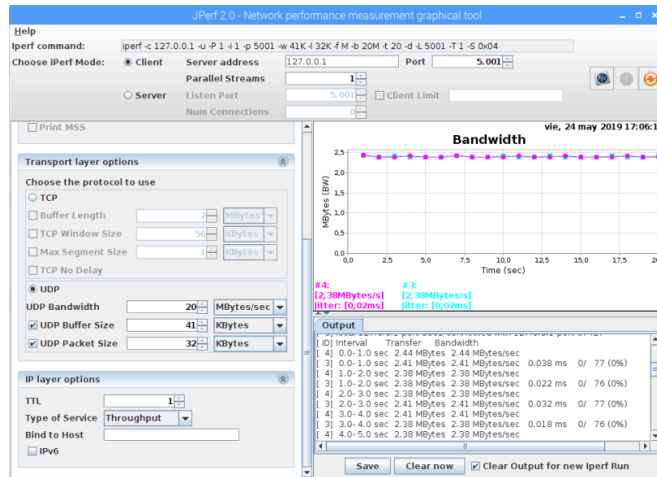 JPerf 2.0 - Network performance measurement graphical tool
Help
Iperf command: iperf -c 127.0.0.1 -u -P 1 -i 1 -p 5001 -w 41K -l 32K -f M -b 20M -t 20 -d -L 5001 -T 1 -S 0x04
Choose iPerf Mode: Client Server address 127.0.0.1 Port 5.001
Parallel Streams 1
Server Listen Port 5.001 Client Limit
Num Connections 0
Print MSS
Transport layer options
Choose the protocol to use
TCP
Buffer Length 2 MBytes
TCP Window Size 56 KBytes
Max Segment Size 1 KBytes
TCP No Delay
UDP
UDP Bandwidth 20 MBytes/sec
UDP Buffer Size 41 KBytes
UDP Packet Size 32 KBytes
IP layer options
TTL 1
Type of Service Throughput
Bind to Host
IPv6
vie, 24 may 2019 17:06:1
Bandwidth
MBytes (BW)
2,5
2,0
1,5
1,0
0,5
0,0
0,0 2,5 5,0 7,5 10,0 12,5 15,0 17,5 20
Time (sec)
#4: #3:
[2,38MBytes/s] [2,38MBytes/s]
Jitter: [0,02ms] Jitter: [0,02ms]
Output
[ ID] Interval Transfer Bandwidth
[ 4] 0.0- 1.0 sec 2.44 MBytes 2.44 MBytes/sec
[ 3] 0.0- 1.0 sec 2.41 MBytes 2.41 MBytes/sec 0.038 ms 0/ 77 (0%)
[ 4] 1.0- 2.0 sec 2.38 MBytes 2.38 MBytes/sec
[ 3] 1.0- 2.0 sec 2.38 MBytes 2.38 MBytes/sec 0.022 ms 0/ 76 (0%)
[ 4] 2.0- 3.0 sec 2.38 MBytes 2.38 MBytes/sec
[ 3] 2.0- 3.0 sec 2.41 MBytes 2.41 MBytes/sec 0.032 ms 0/ 77 (0%)
[ 4] 3.0- 4.0 sec 2.41 MBytes 2.41 MBytes/sec
[ 3] 3.0- 4.0 sec 2.38 MBytes 2.38 MBytes/sec 0.018 ms 0/ 76 (0%)
[ 4] 4.0- 5.0 sec 2.38 MBytes 2.38 MBytes/sec
Save Clear now Clear Output for new Iperf Run